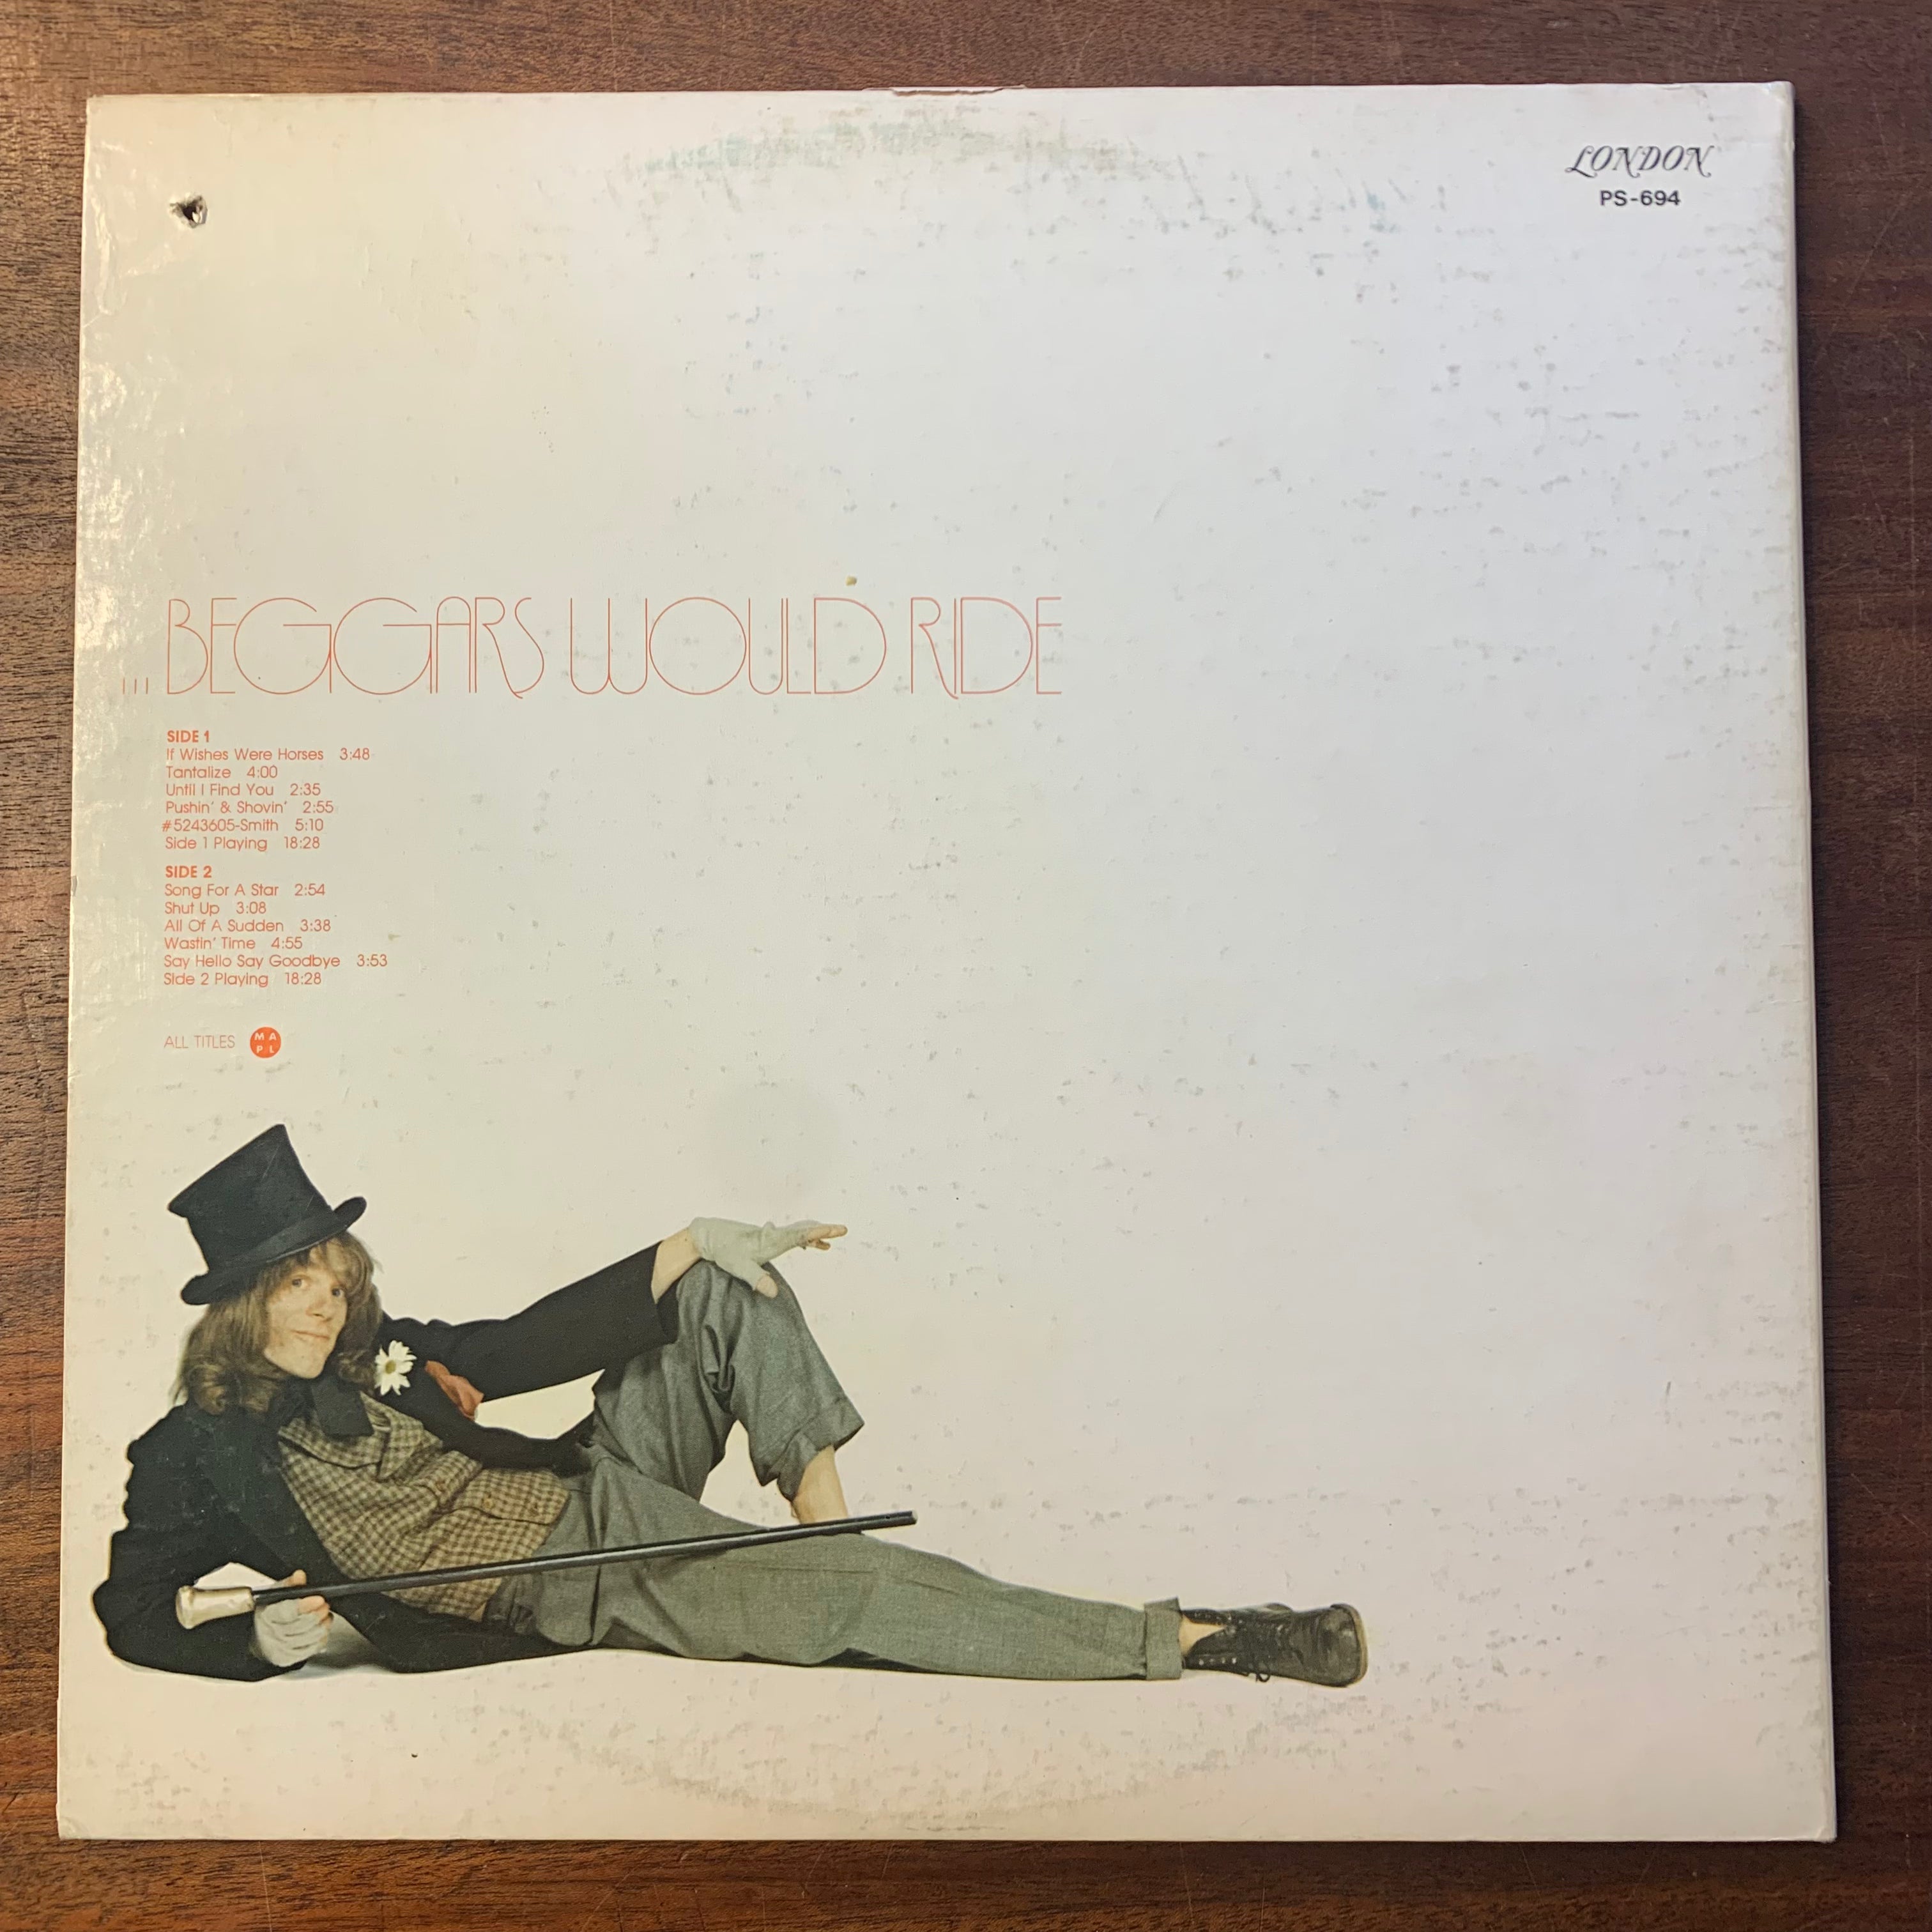 LONDON
PS-694
...BEGGARS WOULD RIDE
SIDE 1
If Wishes Were Horses 3:48
Tantalize 4:00
Until I Find You 2:35
Pushin' & Shovin' 2:55
#5243605-Smith 5:10
Side 1 Playing 18:28
SIDE 2
Song For A Star 2:54
Shut Up 3:08
All Of A Sudden 3:38
Wastin' Time 4:55
Say Hello Say Goodbye 3:53
Side 2 Playing 18:28
ALL TITLES
M A
P L